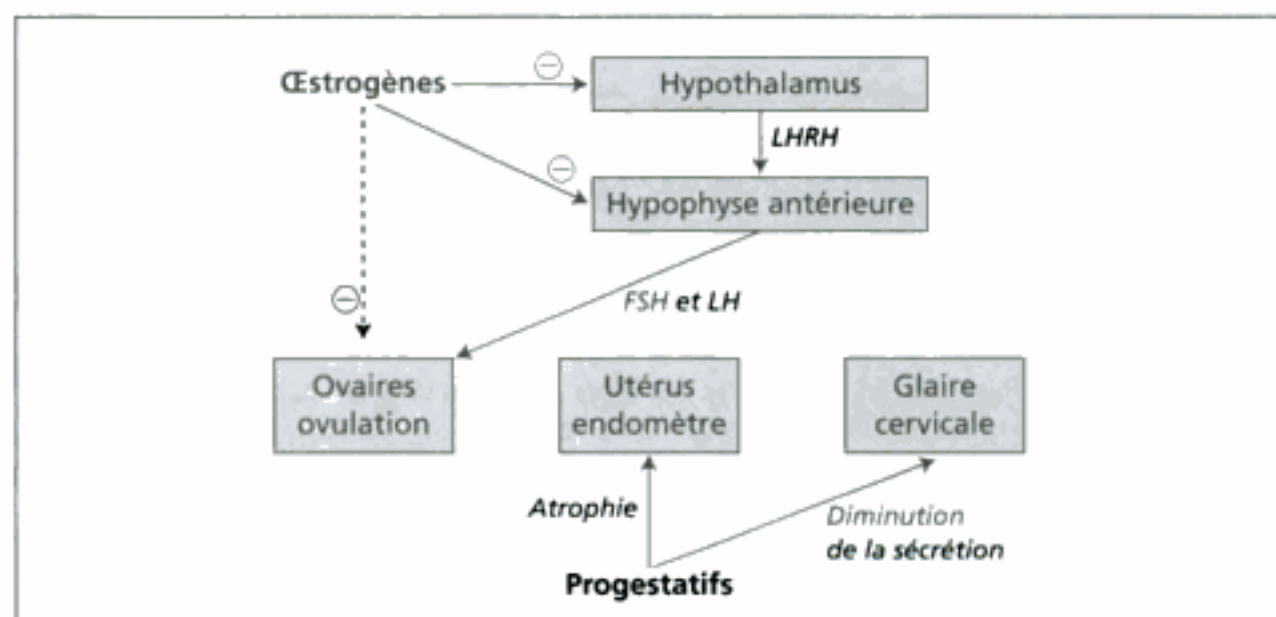 Œstrogènes
Hypothalamus
LHRH
Hypophyse antérieure
FSH et LH
Ovaires
ovulation
Utérus
endomètre
Glaire
cervicale
Atrophie
Diminution
de la sécrétion
Progestatifs